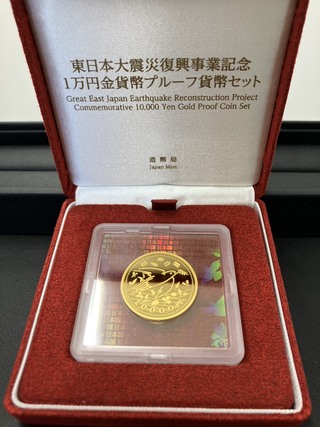 東日本大震災復興事業記念
1万円金貨幣プルーフ貨幣セット
Great East Japan Earthquake Reconstruction Project
Commemorative 10,000 Yen Gold Proof Coin Set
造幣局
Japan Mint